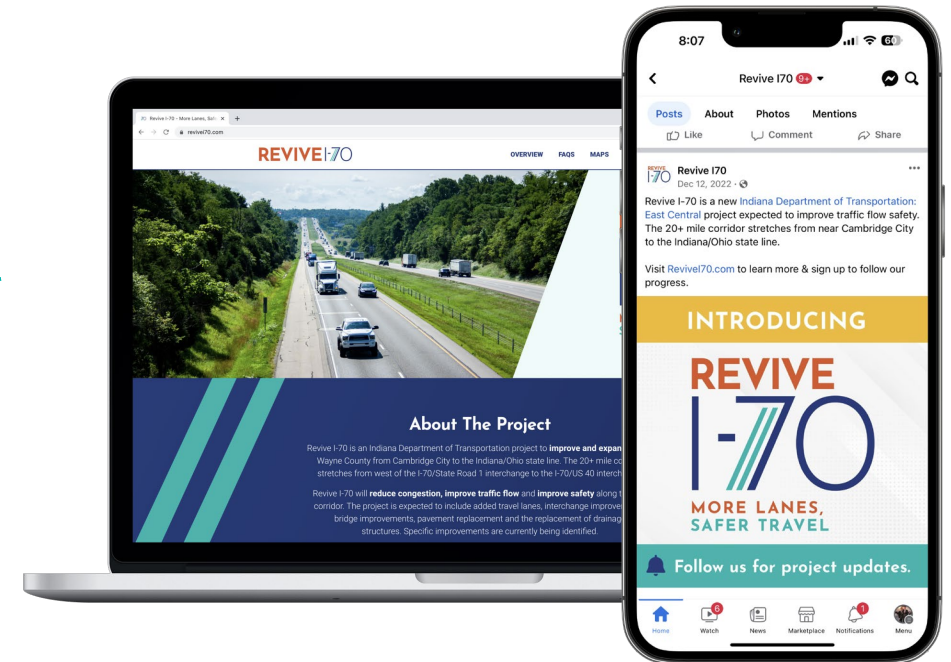 Revive I-70 - More Lanes, Safe
revivei70.com
REVIVE I-70
OVERVIEW FAQS MAPS
About The Project
Revive I-70 is an Indiana Department of Transportation project to improve and expan
Wayne County from Cambridge City to the Indiana/Ohio state line. The 20+ mile co
stretches from west of the I-70/State Road 1 interchange to the I-70/US 40 interch
Revive I-70 will reduce congestion, improve traffic flow and improve safety along t
corridor. The project is expected to include added travel lanes, interchange improve
bridge improvements, pavement replacement and the replacement of drainag
structures. Specific improvements are currently being identified.
8:07
60
Revive I70 9+
Posts About Photos Mentions
Like Comment Share
REVIVE I-70
Revive I70
Dec 12, 2022 ·
Revive I-70 is a new Indiana Department of Transportation:
East Central project expected to improve traffic flow safety.
The 20+ mile corridor stretches from near Cambridge City
to the Indiana/Ohio state line.
Visit ReviveI70.com to learn more & sign up to follow our
progress.
INTRODUCING
REVIVE
I-70
MORE LANES,
SAFER TRAVEL
Follow us for project updates.
6
1
Home Watch News Marketplace Notifications Menu